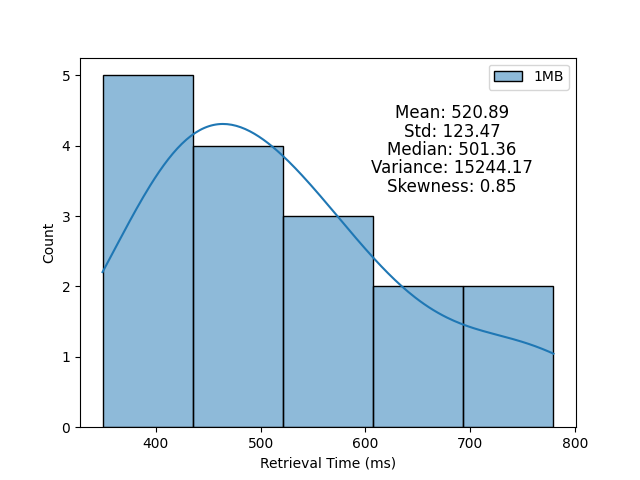 1MB
Mean: 520.89
Std: 123.47
Median: 501.36
Variance: 15244.17
Skewness: 0.85
Count
5
4
3
2
1
0
400 500 600 700 800
Retrieval Time (ms)